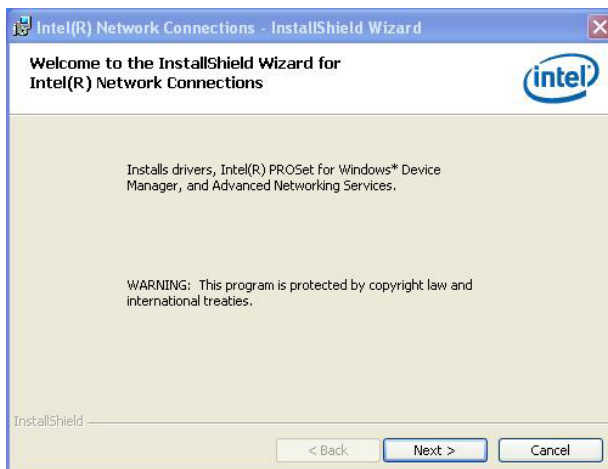 Intel(R) Network Connections - InstallShield Wizard
Welcome to the InstallShield Wizard for
Intel(R) Network Connections
intel
Installs drivers, Intel(R) PROSet for Windows* Device
Manager, and Advanced Networking Services.
WARNING: This program is protected by copyright law and
international treaties.
InstallShield
< Back
Next >
Cancel